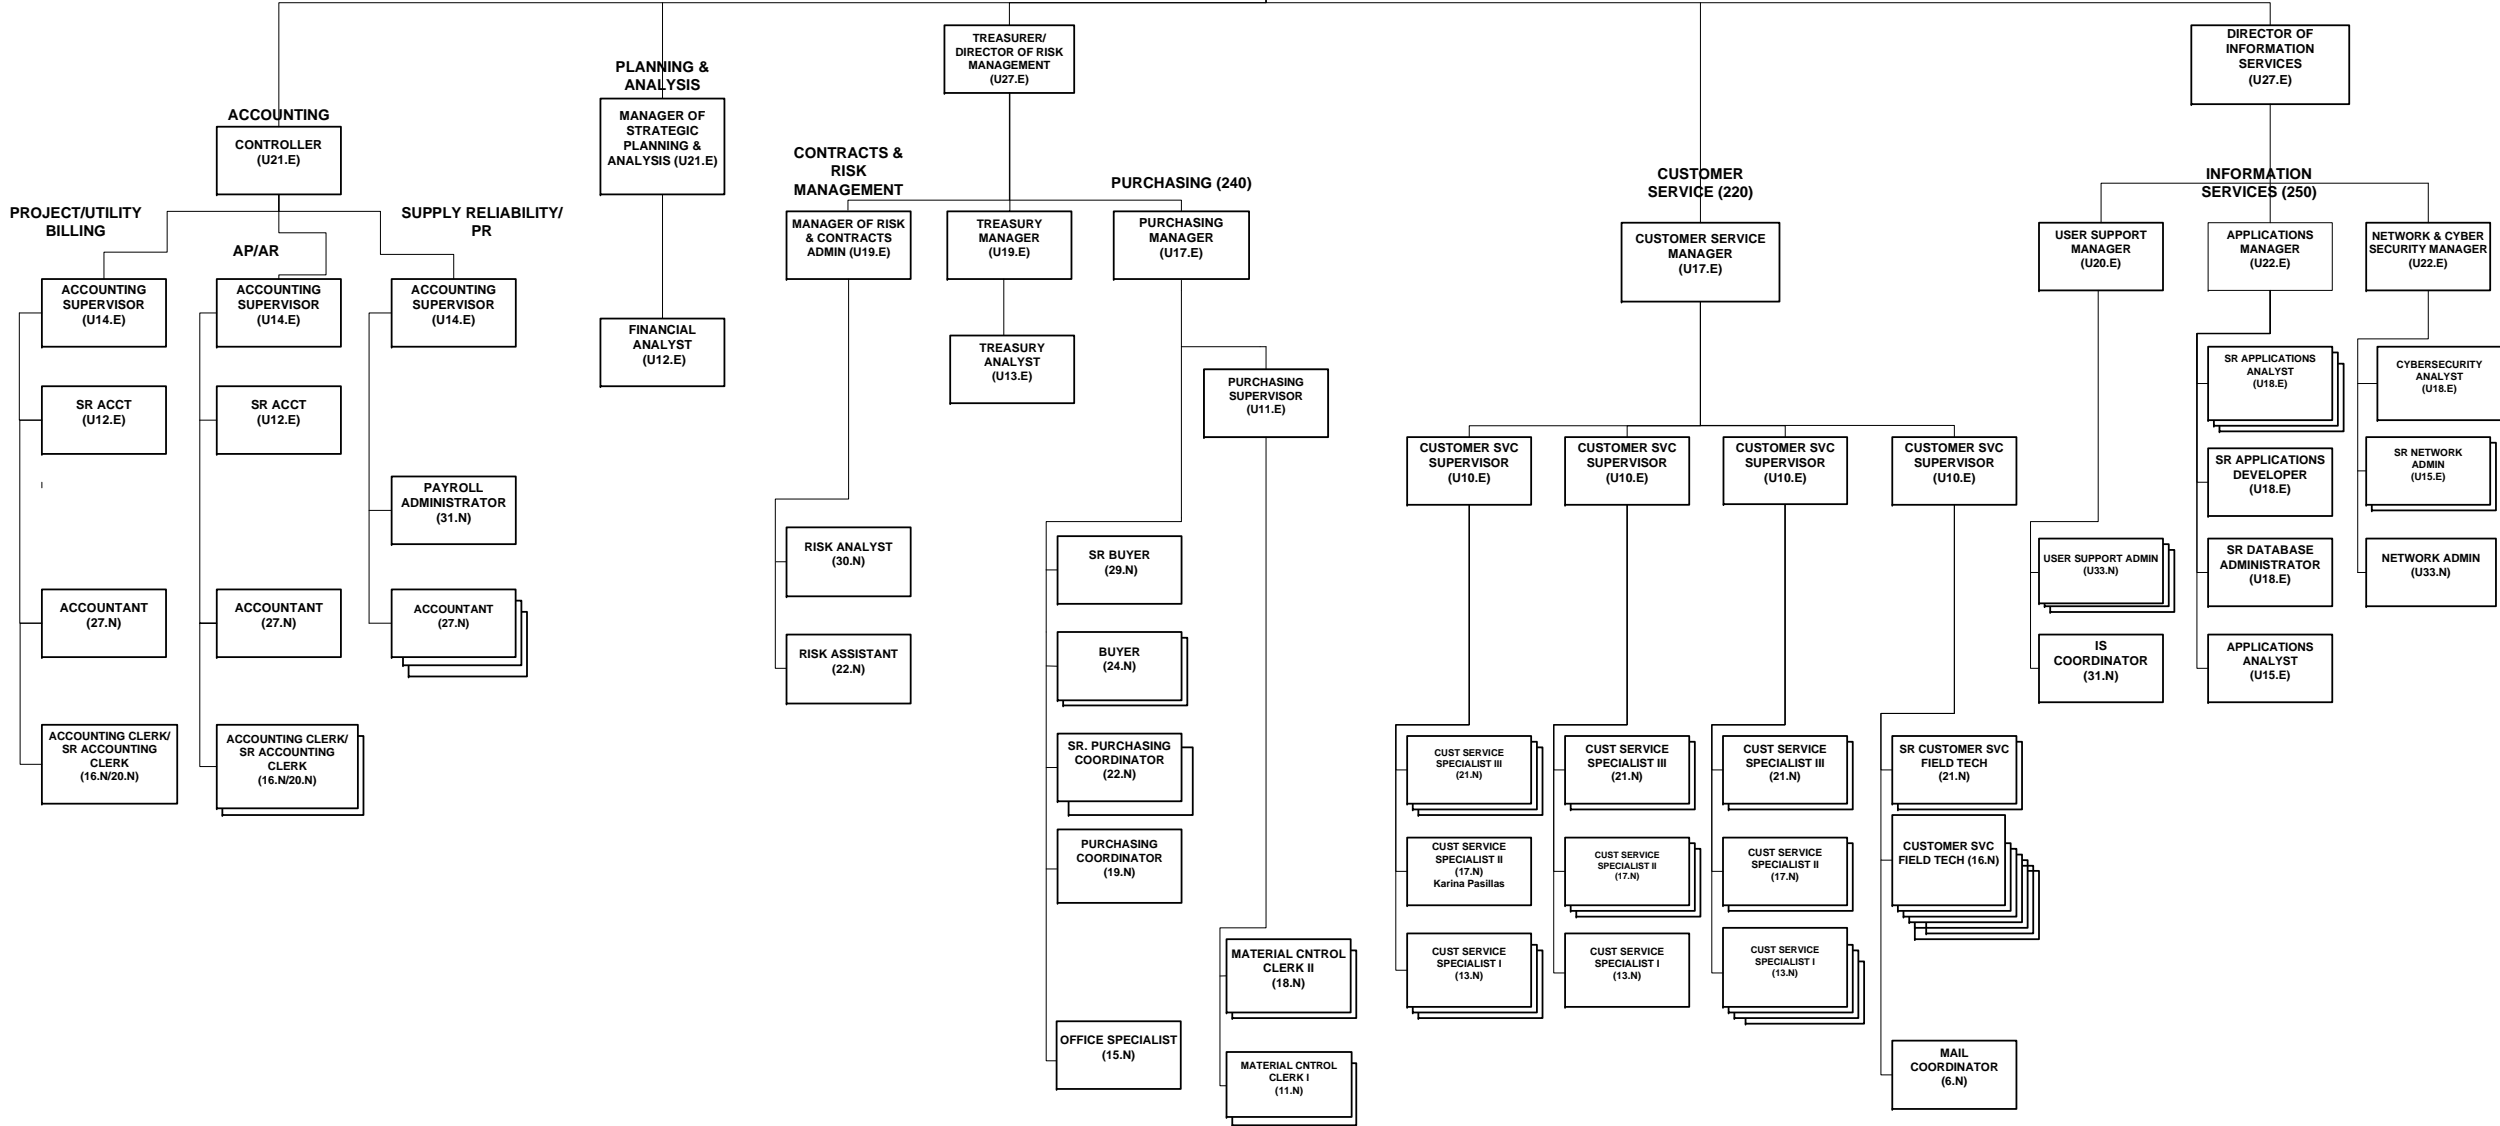 TREASURER/
DIRECTOR OF RISK
MANAGEMENT
(U27.E)
DIRECTOR OF
INFORMATION
SERVICES
(U27.E)
PLANNING &
ANALYSIS
MANAGER OF
STRATEGIC
PLANNING &
ANALYSIS (U21.E)
FINANCIAL
ANALYST
(U12.E)
ACCOUNTING
CONTROLLER
(U21.E)
PROJECT/UTILITY
BILLING
AP/AR
SUPPLY RELIABILITY/
PR
ACCOUNTING
SUPERVISOR
(U14.E)
SR ACCT
(U12.E)
ACCOUNTANT
(27.N)
ACCOUNTING CLERK/
SR ACCOUNTING
CLERK
(16.N/20.N)
ACCOUNTING
SUPERVISOR
(U14.E)
SR ACCT
(U12.E)
ACCOUNTANT
(27.N)
ACCOUNTING CLERK/
SR ACCOUNTING
CLERK
(16.N/20.N)
ACCOUNTING
SUPERVISOR
(U14.E)
PAYROLL
ADMINISTRATOR
(31.N)
ACCOUNTANT
(27.N)
CONTRACTS &
RISK
MANAGEMENT
MANAGER OF RISK
& CONTRACTS
ADMIN (U19.E)
RISK ANALYST
(30.N)
RISK ASSISTANT
(22.N)
TREASURY
MANAGER
(U19.E)
TREASURY
ANALYST
(U13.E)
PURCHASING (240)
PURCHASING
MANAGER
(U17.E)
PURCHASING
SUPERVISOR
(U11.E)
SR BUYER
(29.N)
BUYER
(24.N)
SR. PURCHASING
COORDINATOR
(22.N)
PURCHASING
COORDINATOR
(19.N)
OFFICE SPECIALIST
(15.N)
MATERIAL CNTROL
CLERK II
(18.N)
MATERIAL CNTROL
CLERK I
(11.N)
CUSTOMER
SERVICE (220)
CUSTOMER SERVICE
MANAGER
(U17.E)
CUSTOMER SVC
SUPERVISOR
(U10.E)
CUST SERVICE
SPECIALIST III
(21.N)
CUST SERVICE
SPECIALIST II
(17.N)
Karina Pasillas
CUST SERVICE
SPECIALIST I
(13.N)
CUSTOMER SVC
SUPERVISOR
(U10.E)
CUST SERVICE
SPECIALIST III
(21.N)
CUST SERVICE
SPECIALIST II
(17.N)
CUST SERVICE
SPECIALIST I
(13.N)
CUSTOMER SVC
SUPERVISOR
(U10.E)
CUST SERVICE
SPECIALIST III
(21.N)
CUST SERVICE
SPECIALIST II
(17.N)
CUST SERVICE
SPECIALIST I
(13.N)
CUSTOMER SVC
SUPERVISOR
(U10.E)
SR CUSTOMER SVC
FIELD TECH
(21.N)
CUSTOMER SVC
FIELD TECH (16.N)
MAIL
COORDINATOR
(6.N)
INFORMATION
SERVICES (250)
USER SUPPORT
MANAGER
(U20.E)
USER SUPPORT ADMIN
(U33.N)
IS
COORDINATOR
(31.N)
APPLICATIONS
MANAGER
(U22.E)
SR APPLICATIONS
ANALYST
(U18.E)
SR APPLICATIONS
DEVELOPER
(U18.E)
SR DATABASE
ADMINISTRATOR
(U18.E)
APPLICATIONS
ANALYST
(U15.E)
NETWORK & CYBER
SECURITY MANAGER
(U22.E)
CYBERSECURITY
ANALYST
(U18.E)
SR NETWORK
ADMIN
(U15.E)
NETWORK ADMIN
(U33.N)